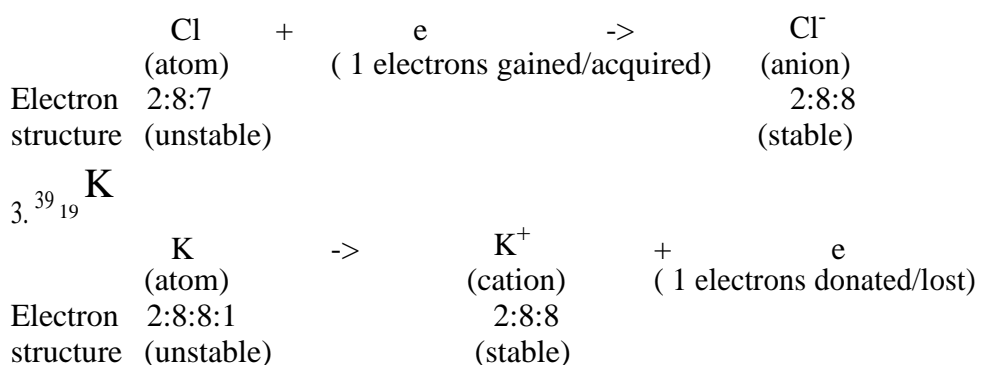 Cl + e -> Cl-
(atom) ( 1 electrons gained/acquired) (anion)
Electron 2:8:7 2:8:8
structure (unstable) (stable)
3. 39 19 K
K -> K+ + e
(atom) (cation) ( 1 electrons donated/lost)
Electron 2:8:8:1 2:8:8
structure (unstable) (stable)